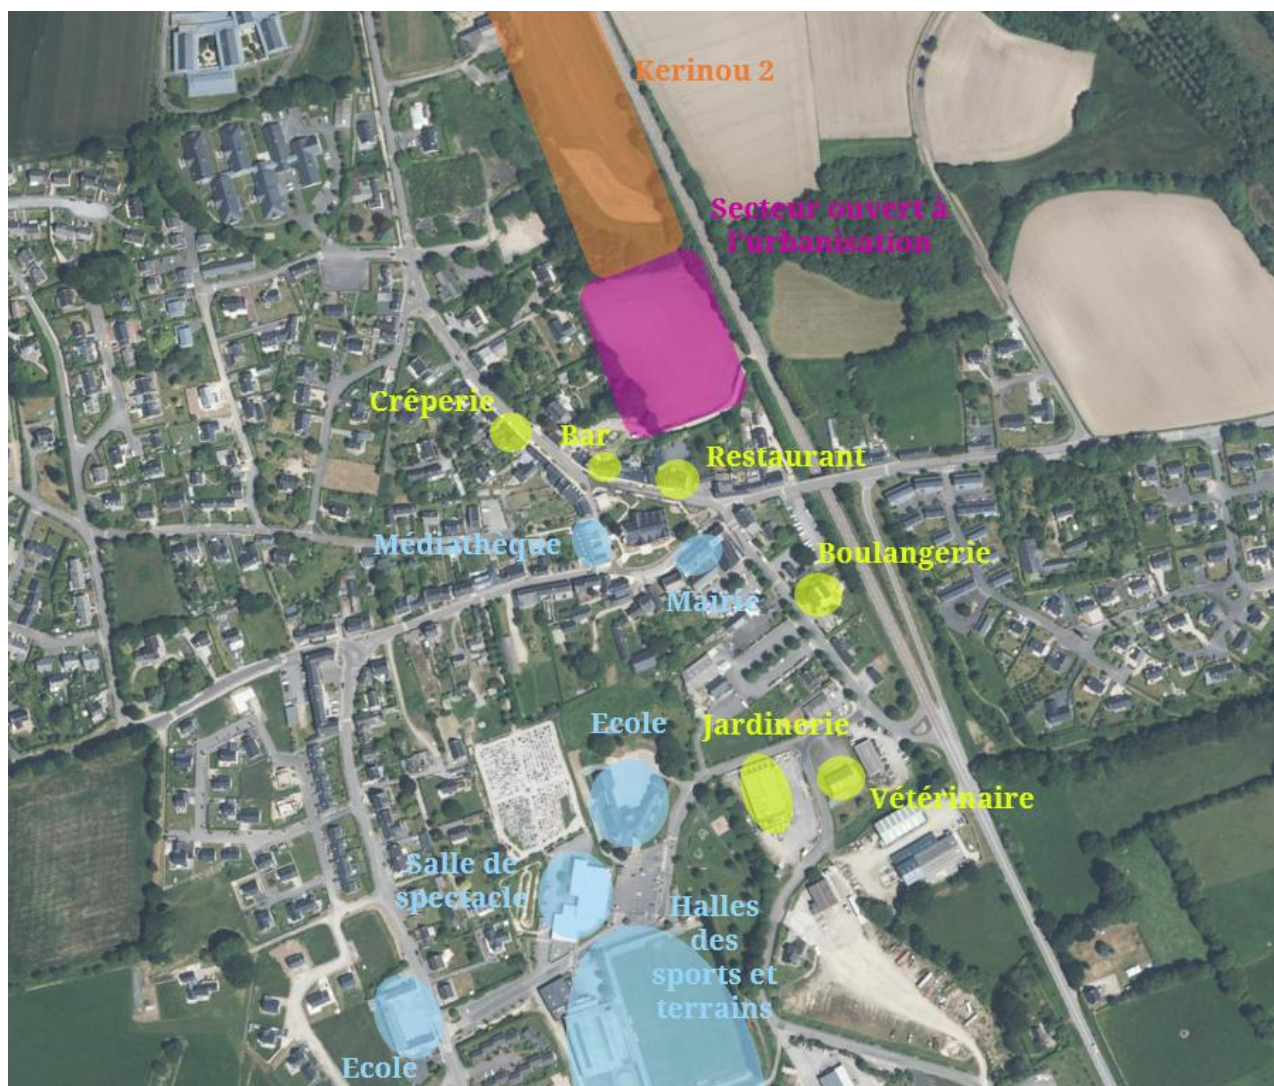 Kerinou 2
Secteur ouvert à
l'urbanisation
Crêperie
Bar
Restaurant
Médiathèque
Boulangerie
Mairie
Ecole
Jardinerie
Vétérinaire
Salle de
spectacle
Halles
des
sports et
terrains
Ecole